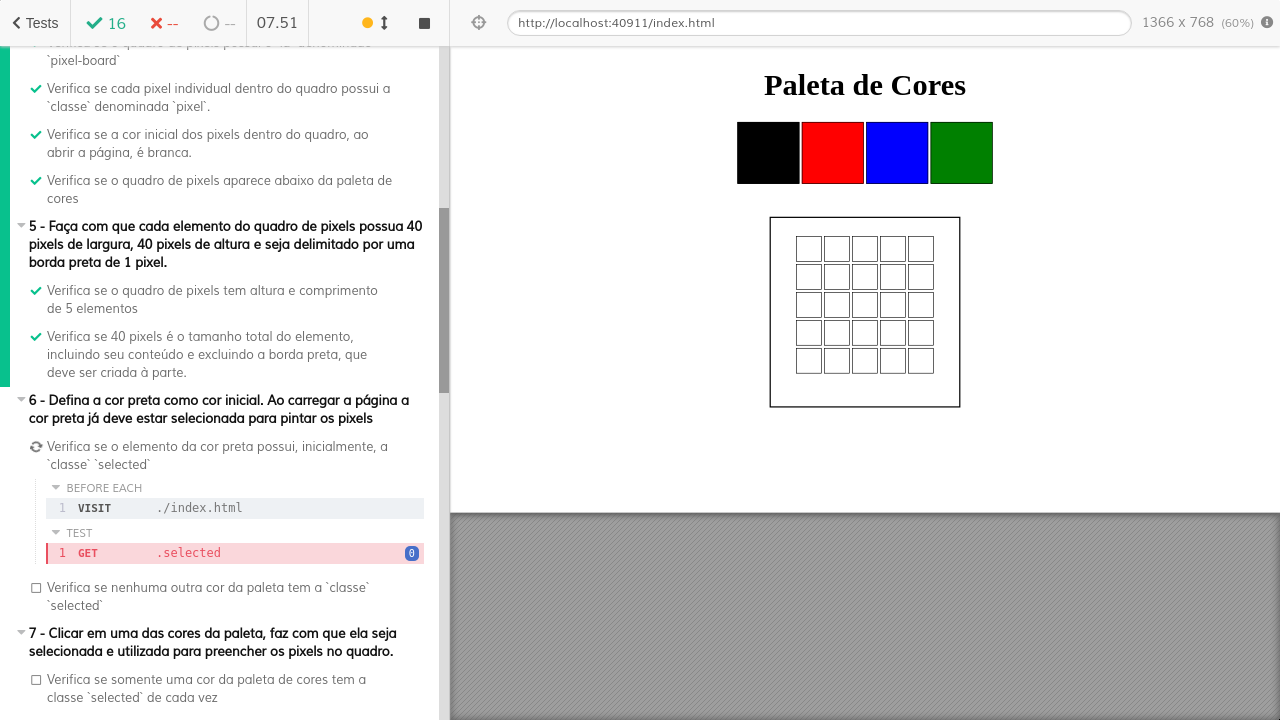 Tests
16
--
--
07.51
http://localhost:40911/index.html
1366 x 768 (60%)
`pixel-board`
Verifica se cada pixel individual dentro do quadro possui a
`classe` denominada `pixel`.
Verifica se a cor inicial dos pixels dentro do quadro, ao
abrir a página, é branca.
Verifica se o quadro de pixels aparece abaixo da paleta de
cores
5 - Faça com que cada elemento do quadro de pixels possua 40
pixels de largura, 40 pixels de altura e seja delimitado por uma
borda preta de 1 pixel.
Verifica se o quadro de pixels tem altura e comprimento
de 5 elementos
Verifica se 40 pixels é o tamanho total do elemento,
incluindo seu conteúdo e excluindo a borda preta, que
deve ser criada à parte.
6 - Defina a cor preta como cor inicial. Ao carregar a página a
cor preta já deve estar selecionada para pintar os pixels
Verifica se o elemento da cor preta possui, inicialmente, a
`classe` `selected`
BEFORE EACH
1 VISIT ./index.html
TEST
1 GET .selected 0
Verifica se nenhuma outra cor da paleta tem a `classe`
`selected`
7 - Clicar em uma das cores da paleta, faz com que ela seja
selecionada e utilizada para preencher os pixels no quadro.
Verifica se somente uma cor da paleta de cores tem a
classe `selected` de cada vez
Paleta de Cores